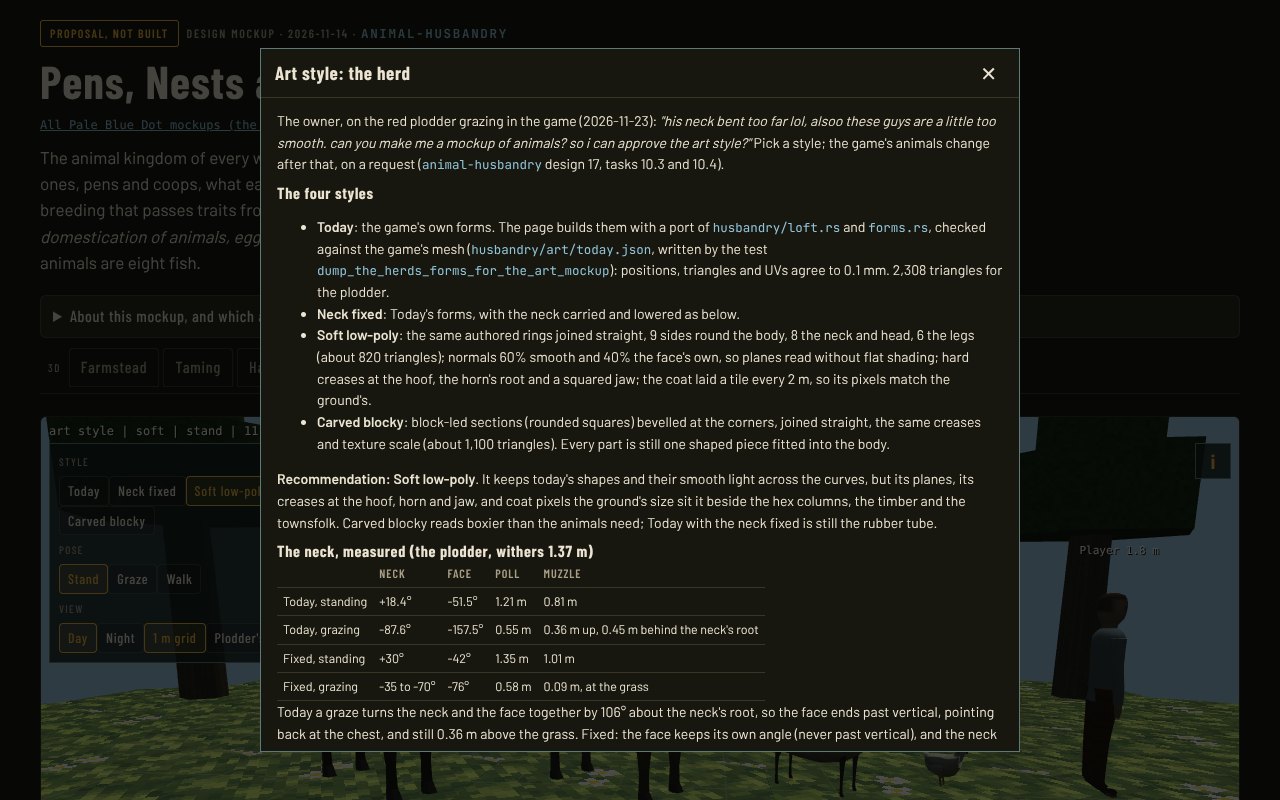 PROPOSAL, NOT BUILT DESIGN MOCKUP · 2026-11-14 · ANIMAL-HUSBANDRY
Pens, Nests
All Pale Blue Dot mockups (the
The animal kingdom of every
ones, pens and coops, what ea
breeding that passes traits fro
domestication of animals, egg
animals are eight fish.
▶ About this mockup, and which
3D Farmstead Taming
art style | soft | stand | 11
STYLE
Today Neck fixed Soft low-pol
Carved blocky
POSE
Stand Graze Walk
VIEW
Day Night 1 m grid Plodder's
i
Player 1.8 m
Art style: the herd ✕
The owner, on the red plodder grazing in the game (2026-11-23): "his neck bent too far lol, alsoo these guys are a little too
smooth. can you make me a mockup of animals? so i can approve the art style?" Pick a style; the game's animals change
after that, on a request (animal-husbandry design 17, tasks 10.3 and 10.4).
The four styles
• Today: the game's own forms. The page builds them with a port of husbandry/loft.rs and forms.rs, checked
against the game's mesh (husbandry/art/today.json, written by the test
dump_the_herds_forms_for_the_art_mockup): positions, triangles and UVs agree to 0.1 mm. 2,308 triangles for
the plodder.
• Neck fixed: Today's forms, with the neck carried and lowered as below.
• Soft low-poly: the same authored rings joined straight, 9 sides round the body, 8 the neck and head, 6 the legs
(about 820 triangles); normals 60% smooth and 40% the face's own, so planes read without flat shading; hard
creases at the hoof, the horn's root and a squared jaw; the coat laid a tile every 2 m, so its pixels match the
ground's.
• Carved blocky: block-led sections (rounded squares) bevelled at the corners, joined straight, the same creases
and texture scale (about 1,100 triangles). Every part is still one shaped piece fitted into the body.
Recommendation: Soft low-poly. It keeps today's shapes and their smooth light across the curves, but its planes, its
creases at the hoof, horn and jaw, and coat pixels the ground's size sit it beside the hex columns, the timber and the
townsfolk. Carved blocky reads boxier than the animals need; Today with the neck fixed is still the rubber tube.
The neck, measured (the plodder, withers 1.37 m)
NECK FACE POLL MUZZLE
Today, standing +18.4° -51.5° 1.21 m 0.81 m
Today, grazing -87.6° -157.5° 0.55 m 0.36 m up, 0.45 m behind the neck's root
Fixed, standing +30° -42° 1.35 m 1.01 m
Fixed, grazing -35 to -70° -76° 0.58 m 0.09 m, at the grass
Today a graze turns the neck and the face together by 106° about the neck's root, so the face ends past vertical, pointing
back at the chest, and still 0.36 m above the grass. Fixed: the face keeps its own angle (never past vertical), and the neck